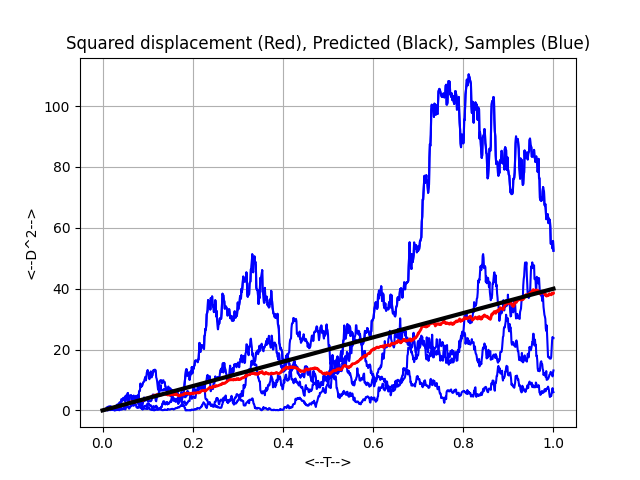 Squared displacement (Red), Predicted (Black), Samples (Blue)
<--D^2-->
100
80
60
40
20
0
0.0 0.2 0.4 0.6 0.8 1.0
<--T-->